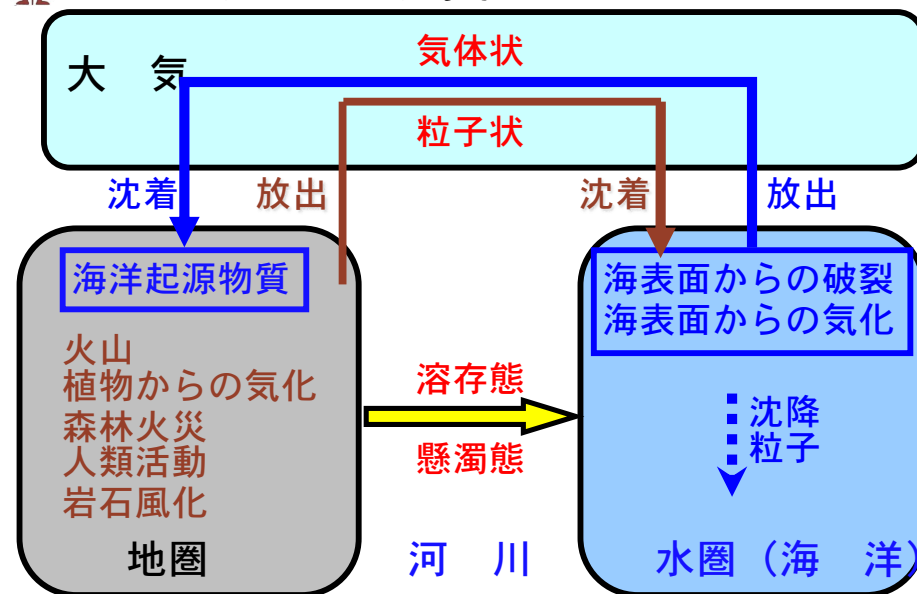 大　気
気体状
粒子状
沈着
放出
沈着
放出
海洋起源物質
火山
植物からの気化
森林火災
人類活動
岩石風化
地圏
溶存態
懸濁態
河　川
海表面からの破裂
海表面からの気化
沈降
粒子
水圏（海　洋）